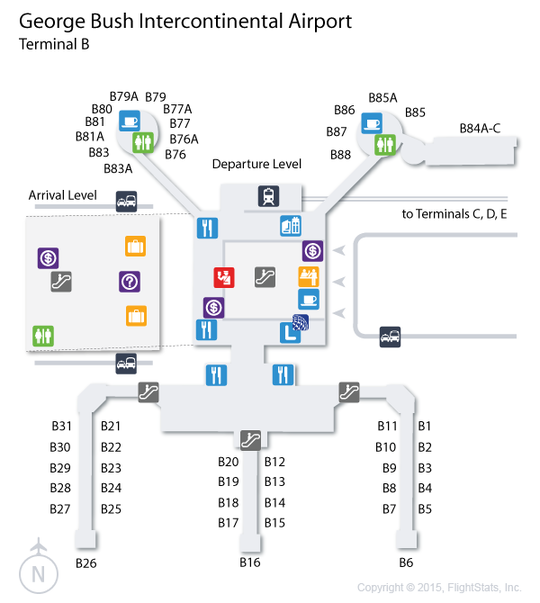 George Bush Intercontinental Airport
Terminal B
B79A B79
B80 B77A
B81 B77
B81A B76A
B83 B76
B83A
B85A
B86 B85
B87
B88
B84A-C
Departure Level
Arrival Level
to Terminals C, D, E
$
$
?
$
L
B31 B21
B30 B22
B29 B23
B28 B24
B27 B25
B26
B20 B12
B19 B13
B18 B14
B17 B15
B16
B11 B1
B10 B2
B9 B3
B8 B4
B7 B5
B6
N
Copyright © 2015, FlightStats, Inc.